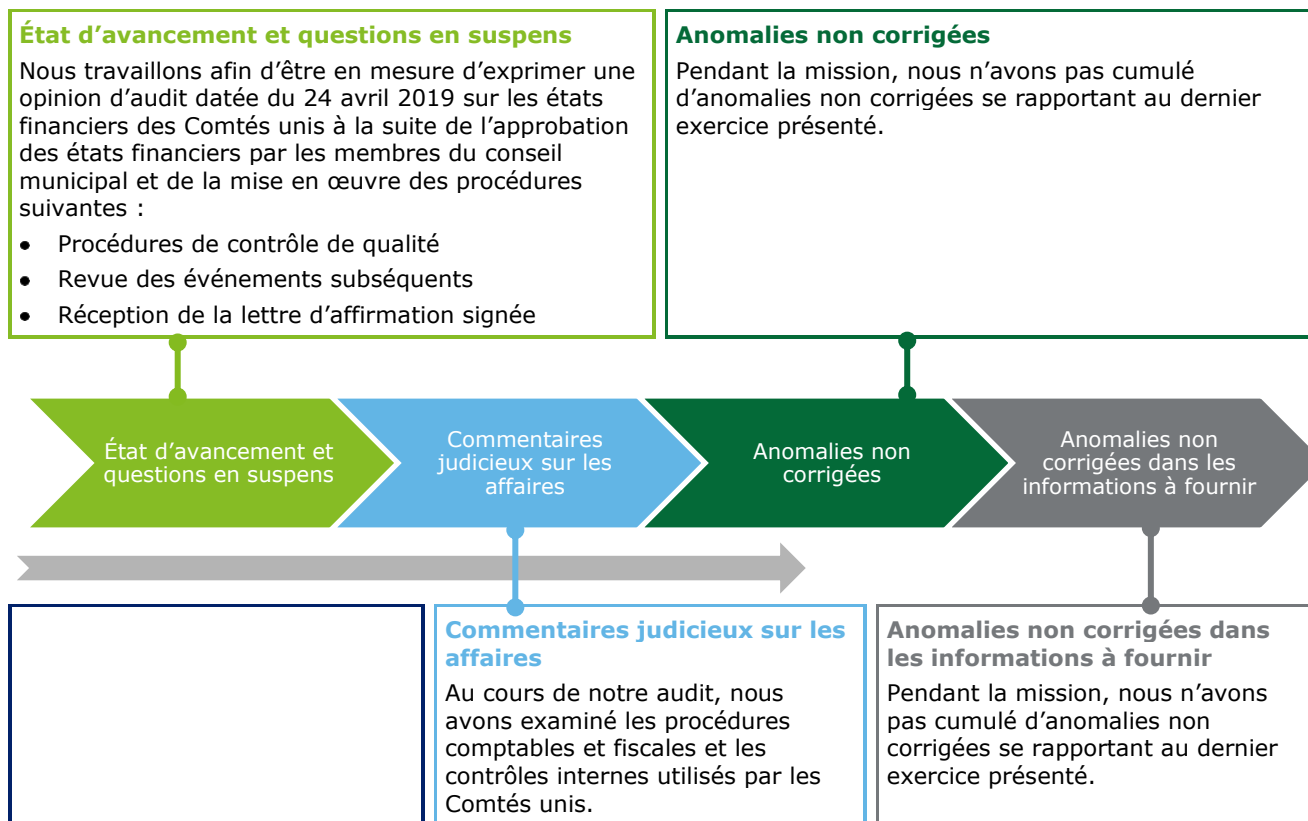 État d’avancement et questions en suspens
Nous travaillons afin d’être en mesure d’exprimer une
opinion d’audit datée du 24 avril 2019 sur les états
financiers des Comtés unis à la suite de l’approbation
des états financiers par les membres du conseil
municipal et de la mise en œuvre des procédures
suivantes :
• Procédures de contrôle de qualité
• Revue des événements subséquents
• Réception de la lettre d’affirmation signée
Anomalies non corrigées
Pendant la mission, nous n’avons pas cumulé
d’anomalies non corrigées se rapportant au dernier
exercice présenté.
État d’avancement et
questions en suspens
Commentaires
judicieux sur les
affaires
Anomalies non
corrigées
Anomalies non
corrigées dans les
informations à fournir
Commentaires judicieux sur les
affaires
Au cours de notre audit, nous
avons examiné les procédures
comptables et fiscales et les
contrôles internes utilisés par les
Comtés unis.
Anomalies non corrigées dans
les informations à fournir
Pendant la mission, nous n’avons
pas cumulé d’anomalies non
corrigées se rapportant au dernier
exercice présenté.